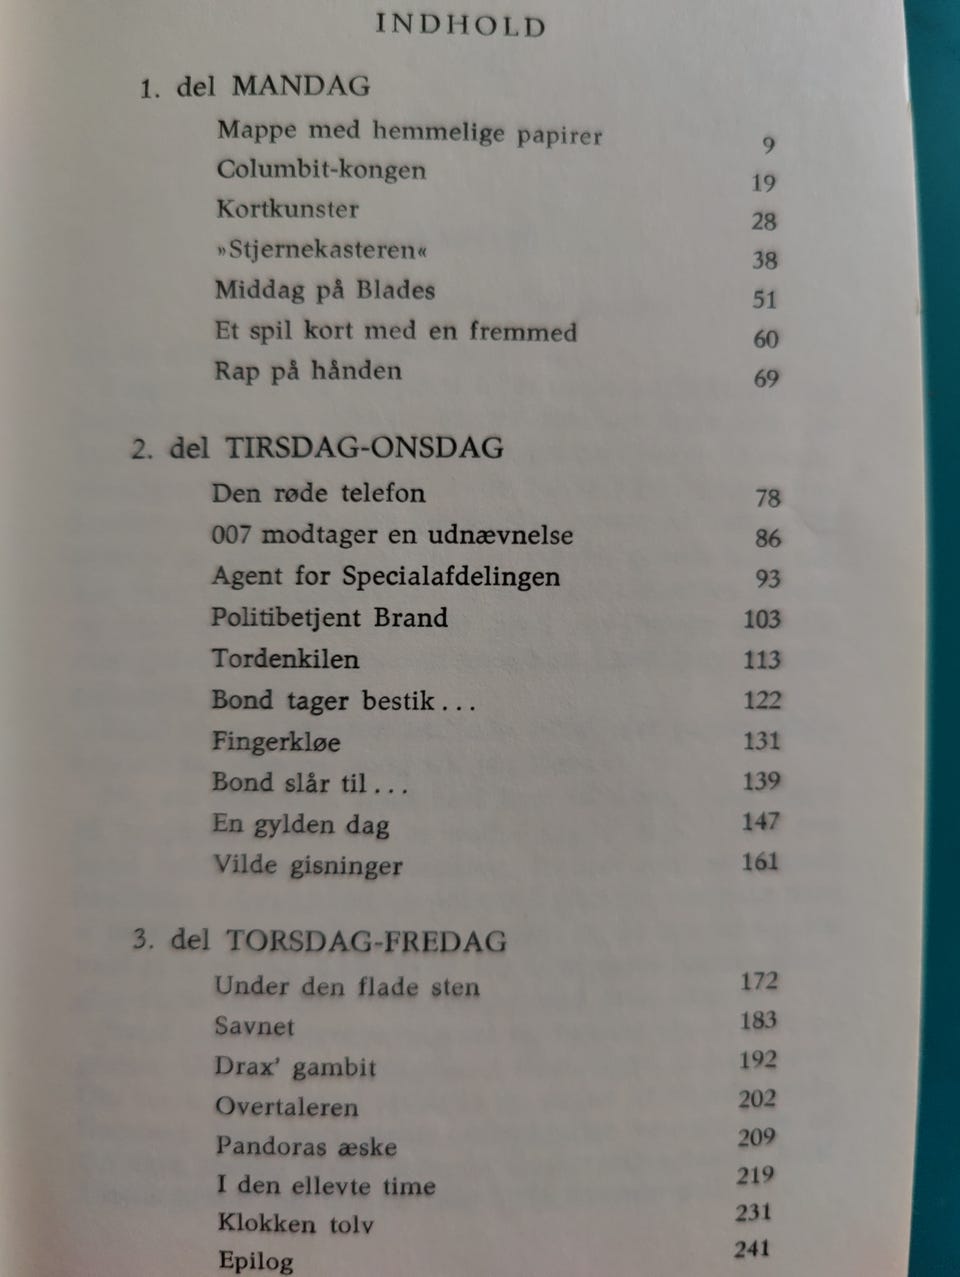 INDHOLD
1. del MANDAG
Mappe med hemmelige papirer 9
Columbit-kongen 19
Kortkunster 28
»Stjernekasteren« 38
Middag på Blades 51
Et spil kort med en fremmed 60
Rap på hånden 69
2. del TIRSDAG-ONSDAG
Den røde telefon 78
007 modtager en udnævnelse 86
Agent for Specialafdelingen 93
Politibetjent Brand 103
Tordenkilen 113
Bond tager bestik... 122
Fingerkløe 131
Bond slår til... 139
En gylden dag 147
Vilde gisninger 161
3. del TORSDAG-FREDAG
Under den flade sten 172
Savnet 183
Drax’ gambit 192
Overtaleren 202
Pandoras æske 209
I den ellevte time 219
Klokken tolv 231
Epilog 241